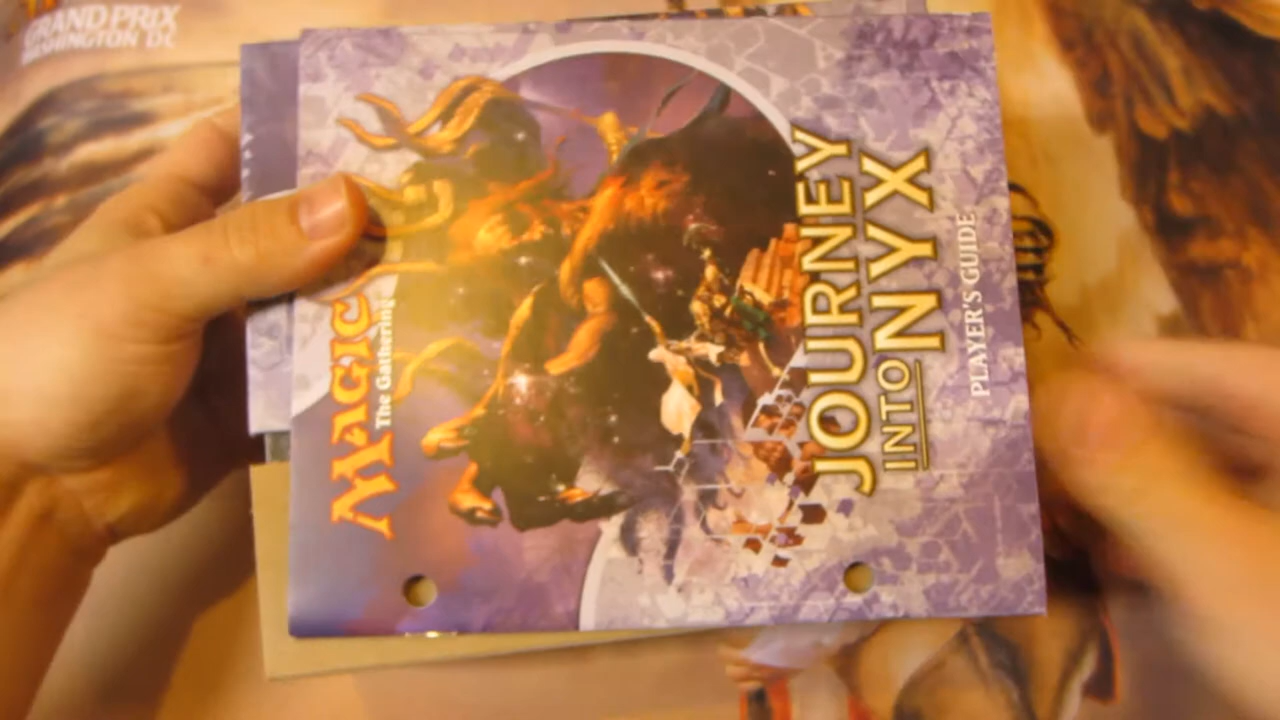 GRAND PRIX
WASHINGTON DC
MAGIC
The Gathering
JOURNEY
INTO NYX
PLAYER'S GUIDE